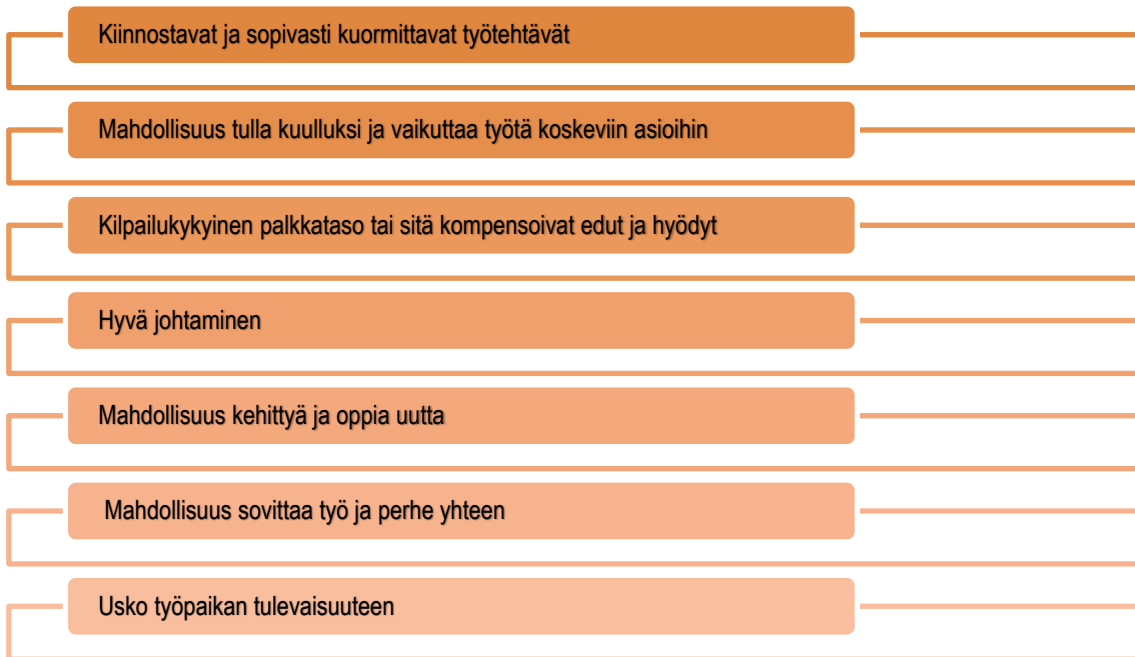 Kiinnostavat ja sopivasti kuormittavat työtehtävät
Mahdollisuus tulla kuulluksi ja vaikuttaa työtä koskeviin asioihin
Kilpailukykyinen palkkataso tai sitä kompensoivat edut ja hyödyt
Hyvä johtaminen
Mahdollisuus kehittyä ja oppia uutta
Mahdollisuus sovittaa työ ja perhe yhteen
Usko työpaikan tulevaisuuteen